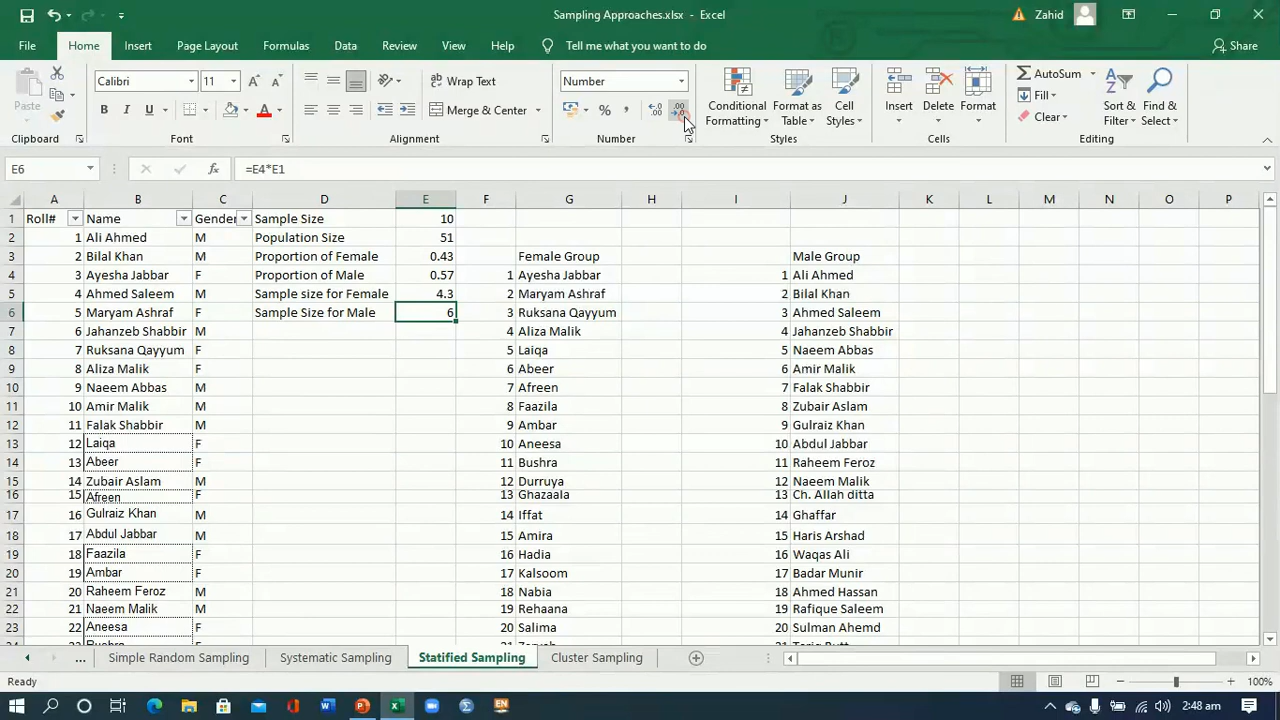 Sampling Approaches.xlsx - Excel
Zahid
File Home Insert Page Layout Formulas Data Review View Help Tell me what you want to do Share
Paste
Clipboard
Calibri 11
B I U
Font
Wrap Text
Merge & Center
Alignment
Number
Number
Conditional Formatting
Format as Table
Cell Styles
Styles
Insert Delete Format
Cells
AutoSum
Fill
Clear
Sort & Filter
Find & Select
Editing
E6 =E4*E1
A B C D E F G H I J K L M N O P
1 Roll# Name Gender Sample Size 10
2 1 Ali Ahmed M Population Size 51
3 2 Bilal Khan M Proportion of Female 0.43 Female Group Male Group
4 3 Ayesha Jabbar F Proportion of Male 0.57 1 Ayesha Jabbar 1 Ali Ahmed
5 4 Ahmed Saleem M Sample size for Female 4.3 2 Maryam Ashraf 2 Bilal Khan
6 5 Maryam Ashraf F Sample Size for Male 6 3 Ruksana Qayyum 3 Ahmed Saleem
7 6 Jahanzeb Shabbir M 4 Aliza Malik 4 Jahanzeb Shabbir
8 7 Ruksana Qayyum F 5 Laiqa 5 Naeem Abbas
9 8 Aliza Malik F 6 Abeer 6 Amir Malik
10 9 Naeem Abbas M 7 Afreen 7 Falak Shabbir
11 10 Amir Malik M 8 Faazila 8 Zubair Aslam
12 11 Falak Shabbir M 9 Ambar 9 Gulraiz Khan
13 12 Laiqa F 10 Aneesa 10 Abdul Jabbar
14 13 Abeer F 11 Bushra 11 Raheem Feroz
15 14 Zubair Aslam M 12 Durruya 12 Naeem Malik
16 15 Afreen F 13 Ghazaala 13 Ch. Allah ditta
17 16 Gulraiz Khan M 14 Iffat 14 Ghaffar
18 17 Abdul Jabbar M 15 Amira 15 Haris Arshad
19 18 Faazila F 16 Hadia 16 Waqas Ali
20 19 Ambar F 17 Kalsoom 17 Badar Munir
21 20 Raheem Feroz M 18 Nabia 18 Ahmed Hassan
22 21 Naeem Malik M 19 Rehaana 19 Rafique Saleem
23 22 Aneesa F 20 Salima 20 Sulman Ahemd
... Simple Random Sampling Systematic Sampling Statified Sampling Cluster Sampling
Ready 100%
2:48 am